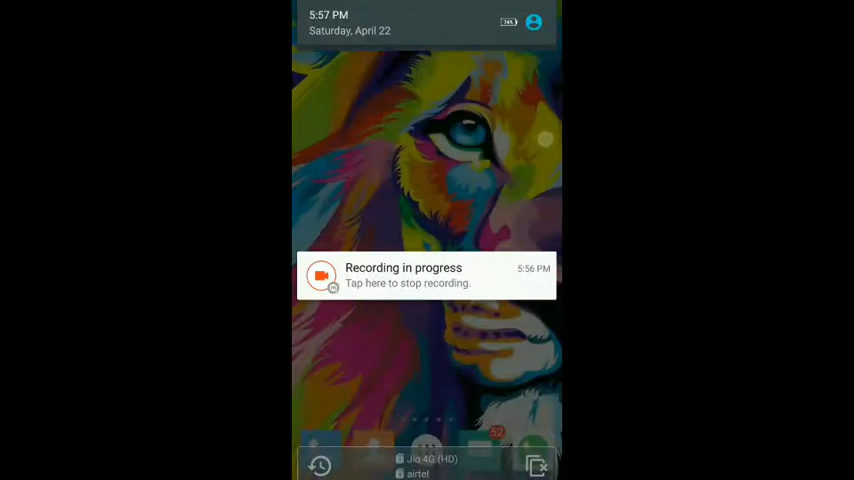 5:57 PM
Saturday, April 22
74%
Recording in progress
5:56 PM
Tap here to stop recording.
52
Jio 4G (HD)
airtel